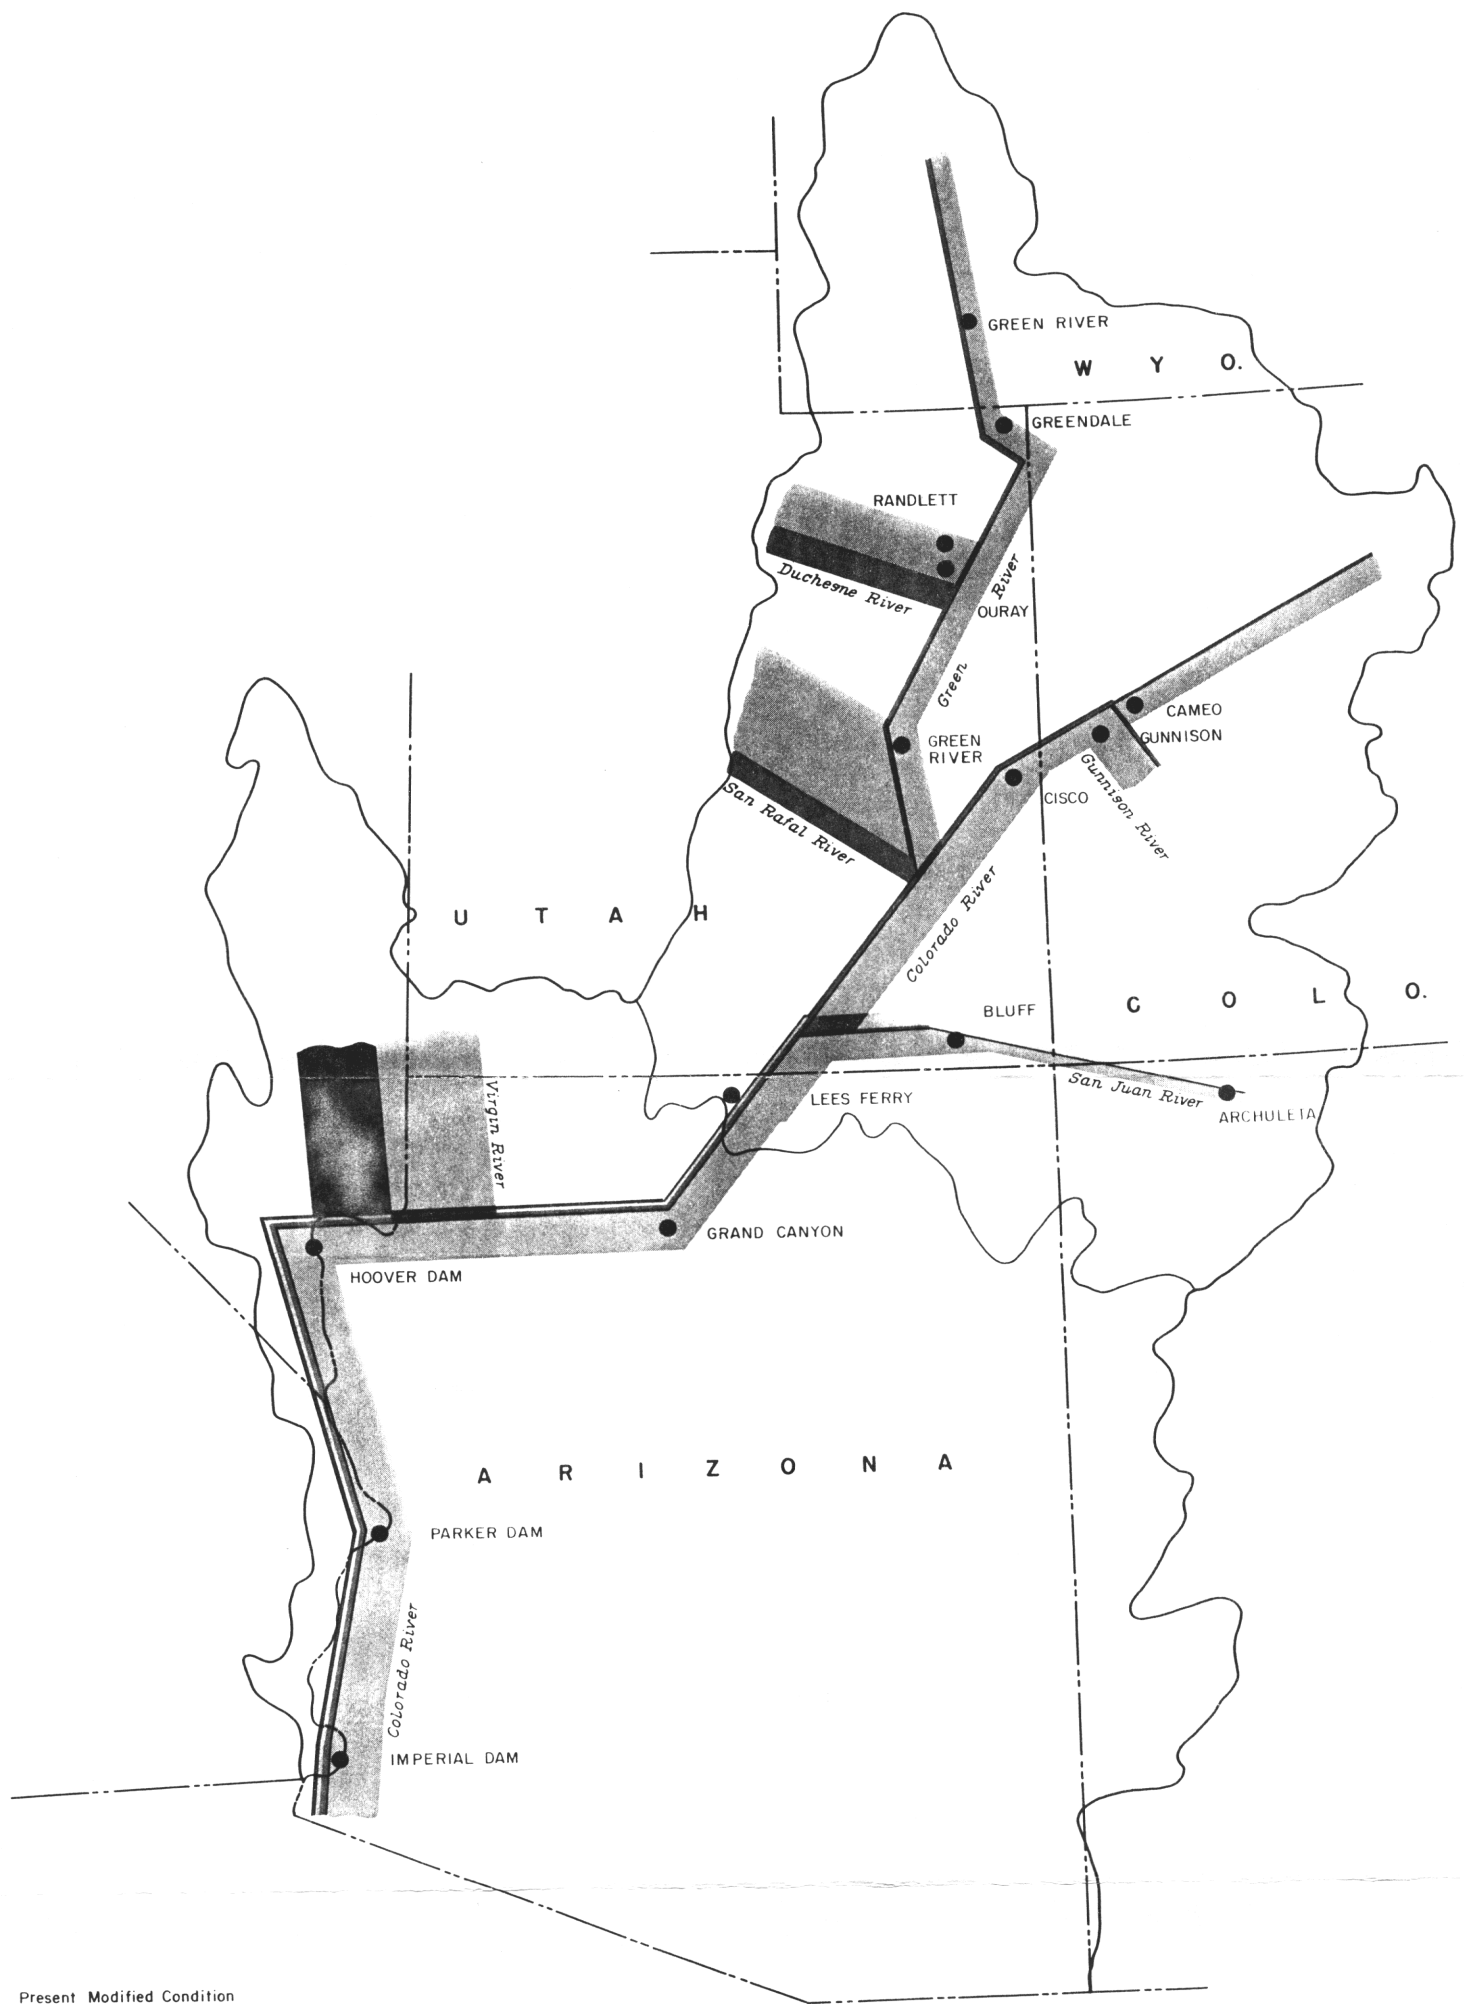 GREEN RIVER
W Y O.
GREENDALE
RANDLETT
Duchesne River
River
OURAY
Green
CAMEO
GUNNISON
GREEN
RIVER
Gunnison River
CISCO
San Rafal River
Colorado River
U T A H
C O L O.
BLUFF
San Juan River
ARCHULETA
LEES FERRY
Virgin River
GRAND CANYON
HOOVER DAM
A R I Z O N A
PARKER DAM
Colorado River
IMPERIAL DAM
Present Modified Condition